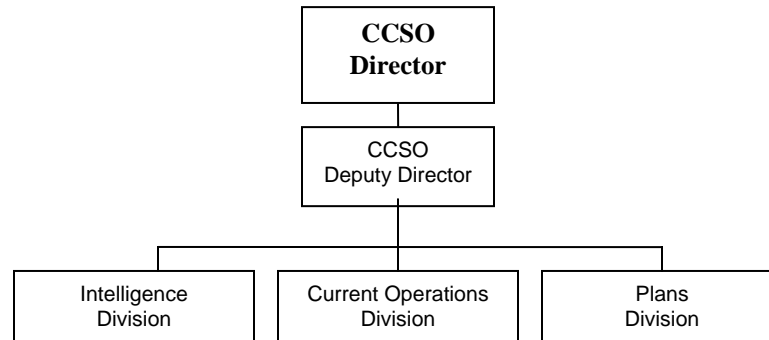 CCSO
Director
CCSO
Deputy Director
Intelligence
Division
Current Operations
Division
Plans
Division